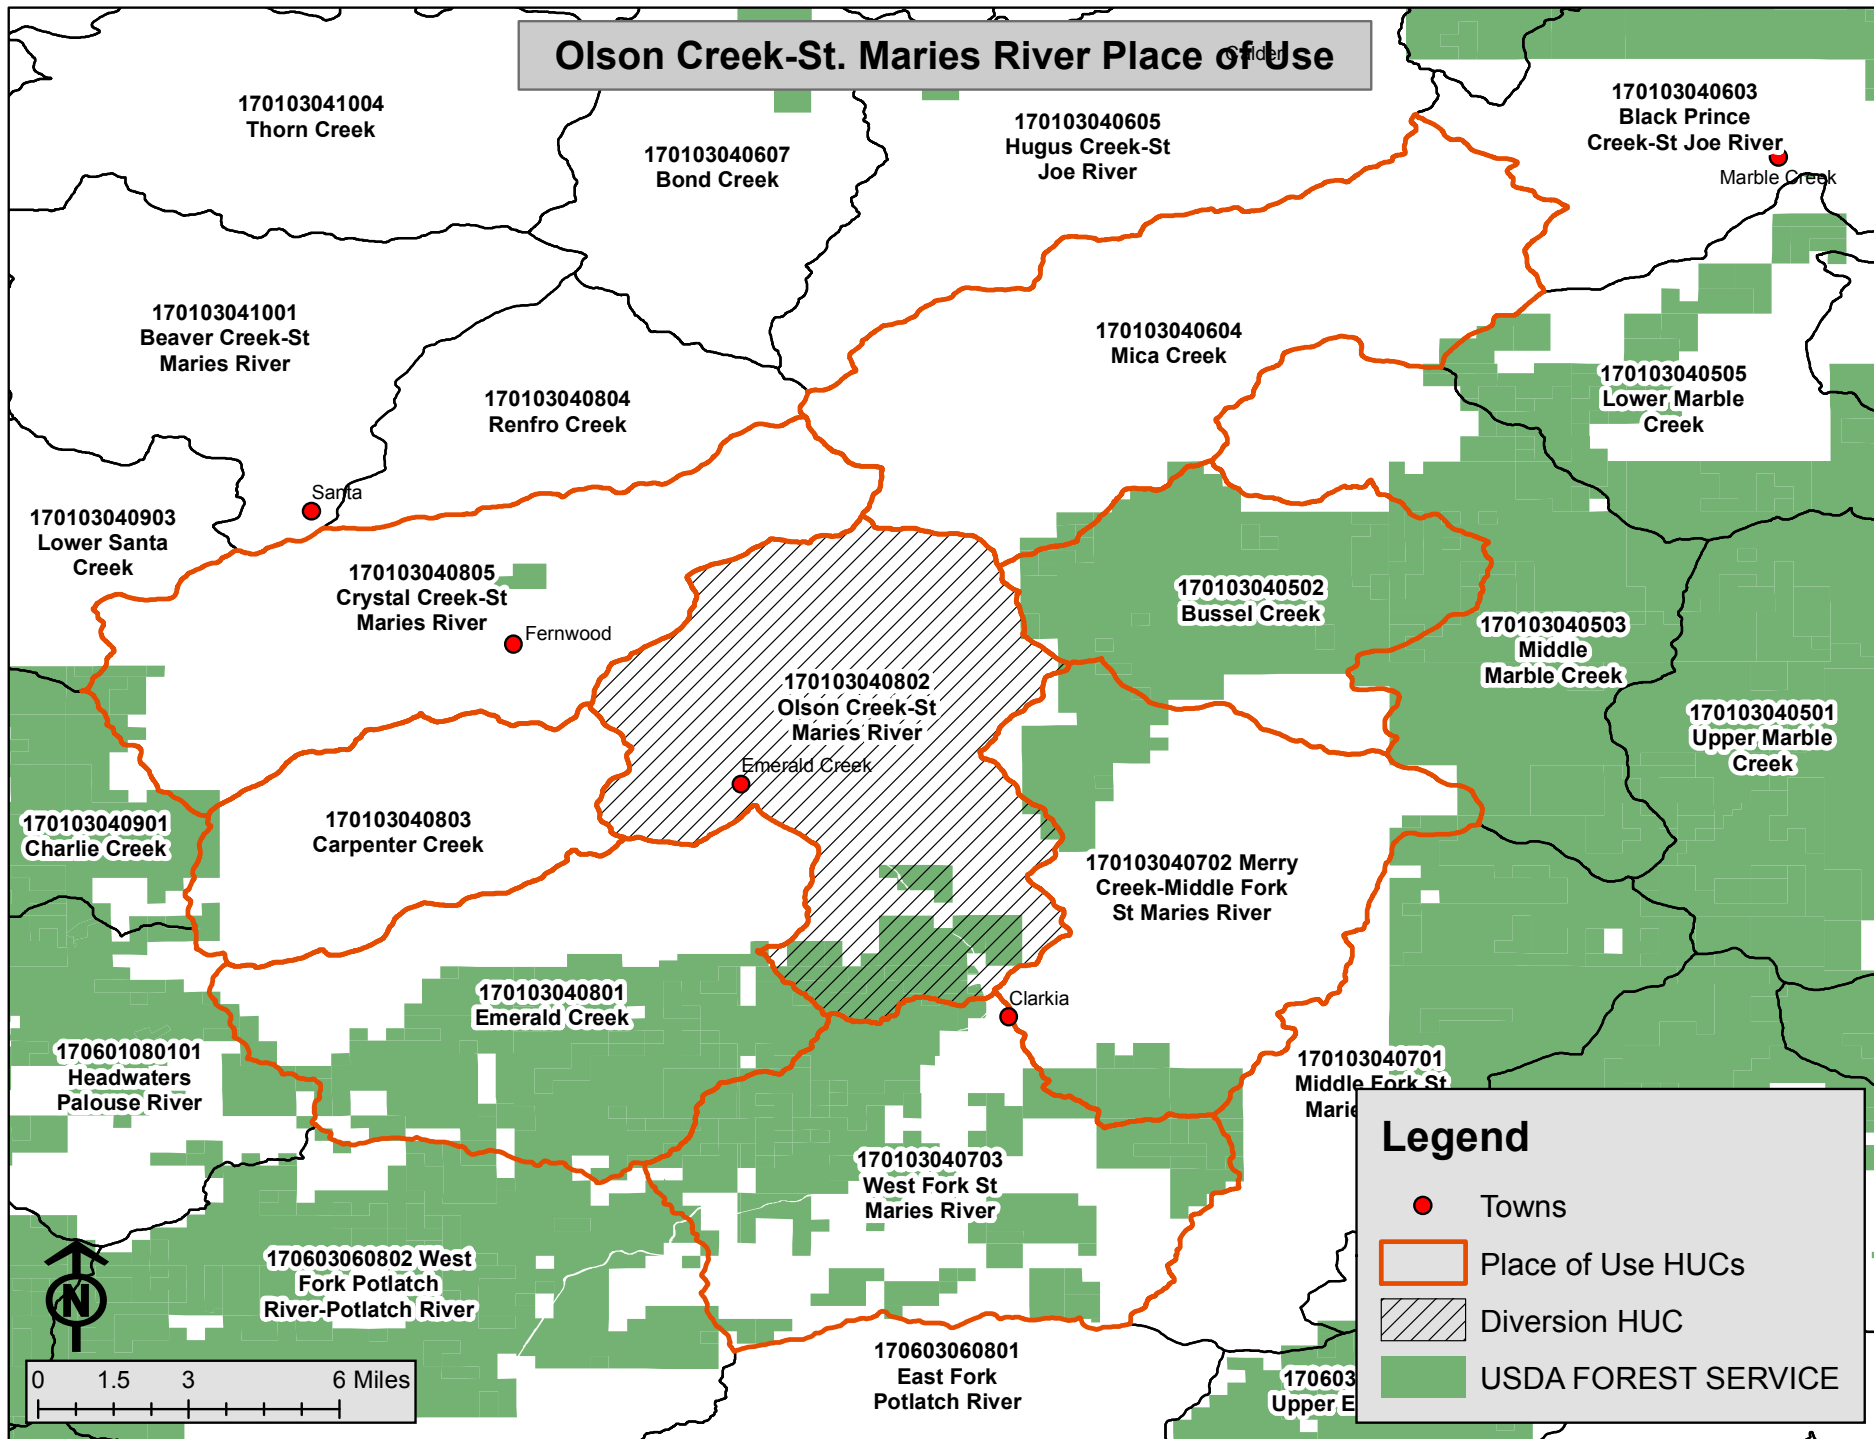 Olson Creek-St. Maries River Place of Use
Calder
170103041004
Thorn Creek
170103040607
Bond Creek
170103040605
Hugus Creek-St
Joe River
170103040603
Black Prince
Creek-St Joe River
Marble Creek
170103041001
Beaver Creek-St
Maries River
170103040804
Renfro Creek
170103040604
Mica Creek
170103040505
Lower Marble
Creek
Santa
170103040903
Lower Santa
Creek
170103040805
Crystal Creek-St
Maries River
Fernwood
170103040502
Bussel Creek
170103040503
Middle
Marble Creek
170103040802
Olson Creek-St
Maries River
170103040501
Upper Marble
Creek
Emerald Creek
170103040901
Charlie Creek
170103040803
Carpenter Creek
170103040702 Merry
Creek-Middle Fork
St Maries River
170103040801
Emerald Creek
Clarkia
170601080101
Headwaters
Palouse River
170103040701
Middle Fork St
Marie
170103040703
West Fork St
Maries River
170603060802 West
Fork Potlatch
River-Potlatch River
170603060801
East Fork
Potlatch River
170603
Upper E
N
0 1.5 3 6 Miles
Legend
Towns
Place of Use HUCs
Diversion HUC
USDA FOREST SERVICE